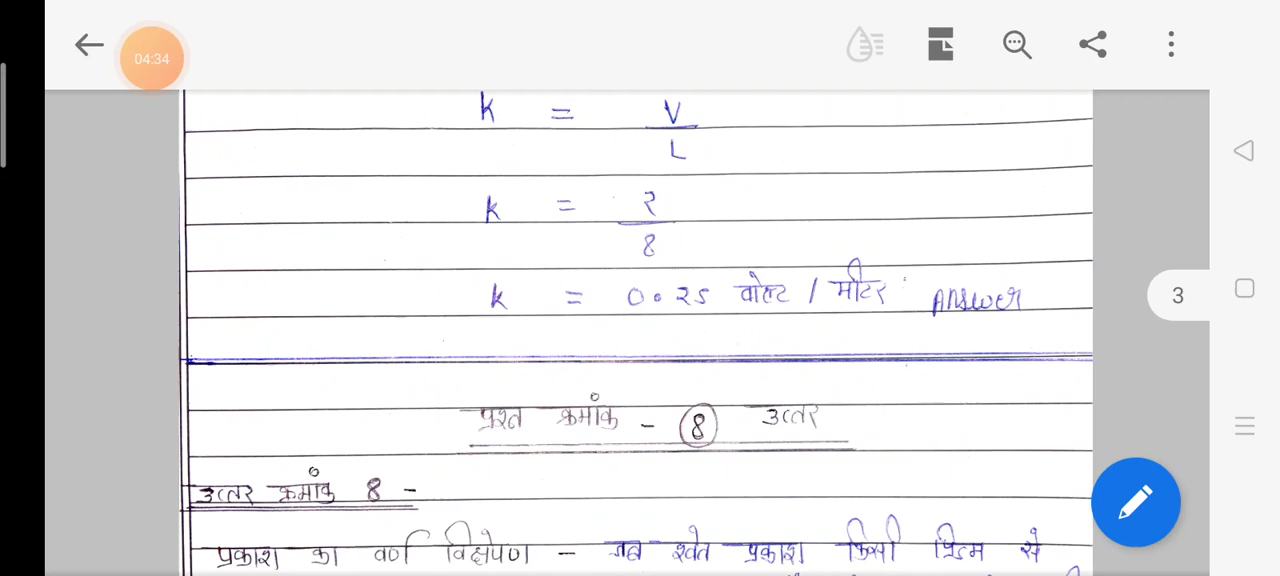 04:34
k = V
L
k = २
8
k = 0.२5 वोल्ट / मीटर Answer
3
प्रश्न क्रमांक - 8 उत्तर
उत्तर क्रमांक 8 -
प्रकाश का वर्ण विक्षेपण - जब श्वेत प्रकाश किसी प्रिज्म से